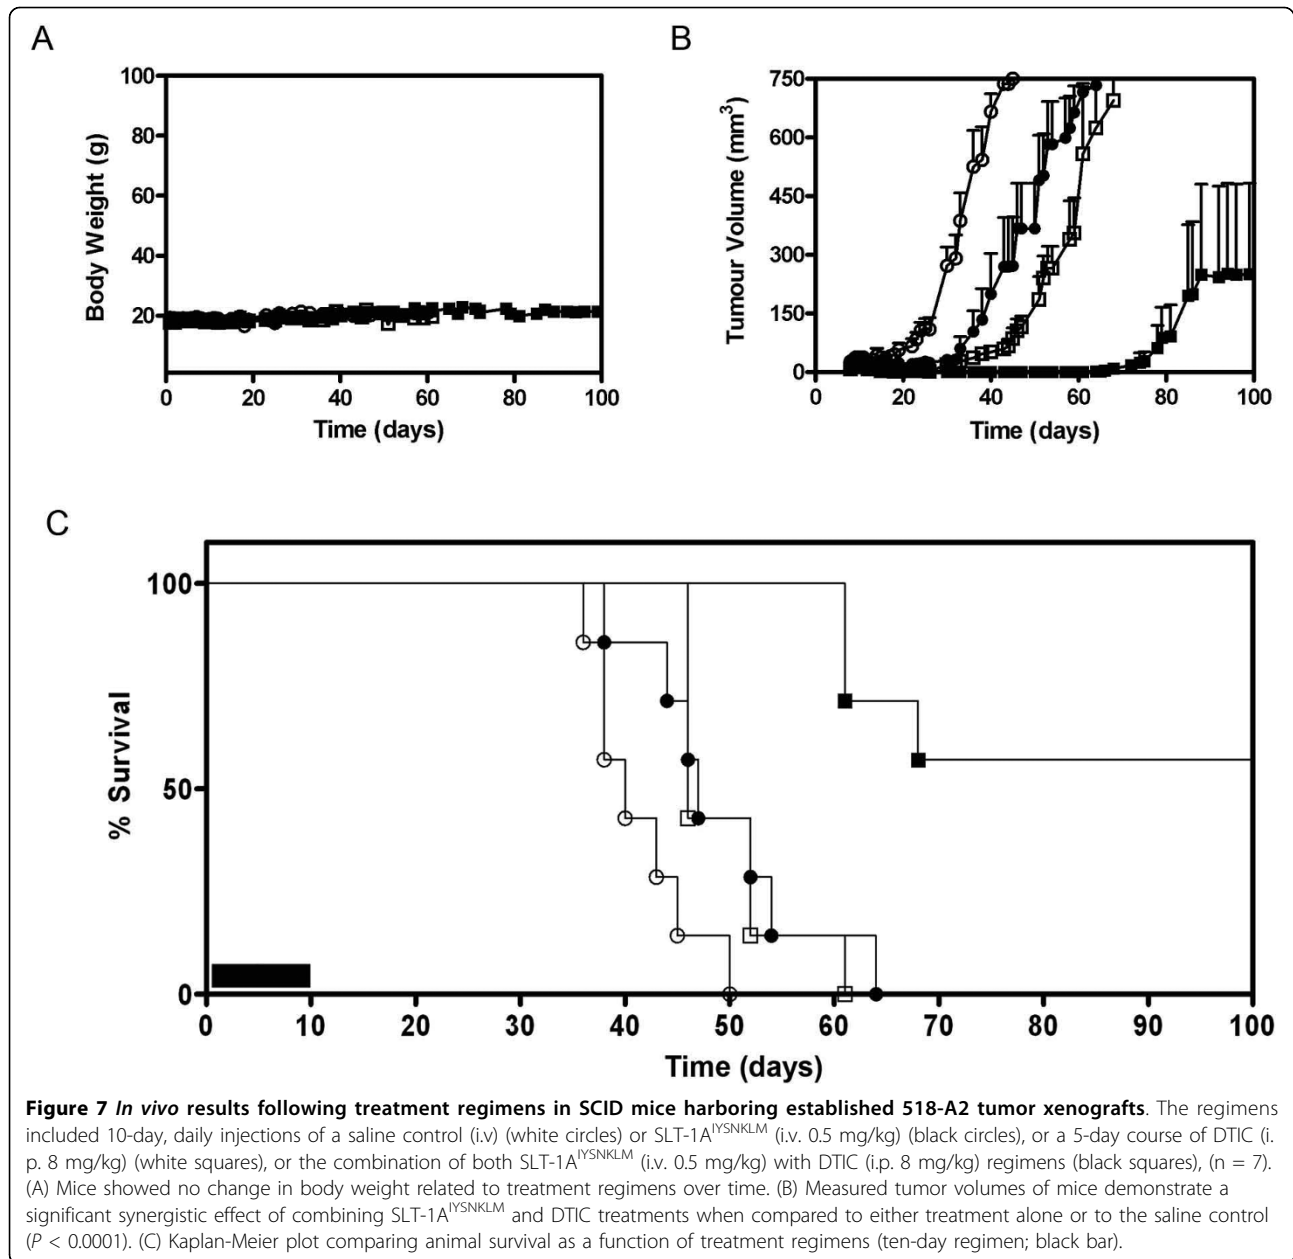 A
B
100
80
60
40
20
Body Weight (g)
0 20 40 60 80 100
Time (days)
750
600
450
300
150
0
Tumour Volume (mm³)
0 20 40 60 80 100
Time (days)
C
100
50
0
% Survival
0 10 20 30 40 50 60 70 80 90 100
Time (days)
Figure 7 In vivo results following treatment regimens in SCID mice harboring established 518-A2 tumor xenografts. The regimens
included 10-day, daily injections of a saline control (i.v) (white circles) or SLT-1A^IYSNKLM (i.v. 0.5 mg/kg) (black circles), or a 5-day course of DTIC (i.
p. 8 mg/kg) (white squares), or the combination of both SLT-1A^IYSNKLM (i.v. 0.5 mg/kg) with DTIC (i.p. 8 mg/kg) regimens (black squares), (n = 7).
(A) Mice showed no change in body weight related to treatment regimens over time. (B) Measured tumor volumes of mice demonstrate a
significant synergistic effect of combining SLT-1A^IYSNKLM and DTIC treatments when compared to either treatment alone or to the saline control
(P < 0.0001). (C) Kaplan-Meier plot comparing animal survival as a function of treatment regimens (ten-day regimen; black bar).